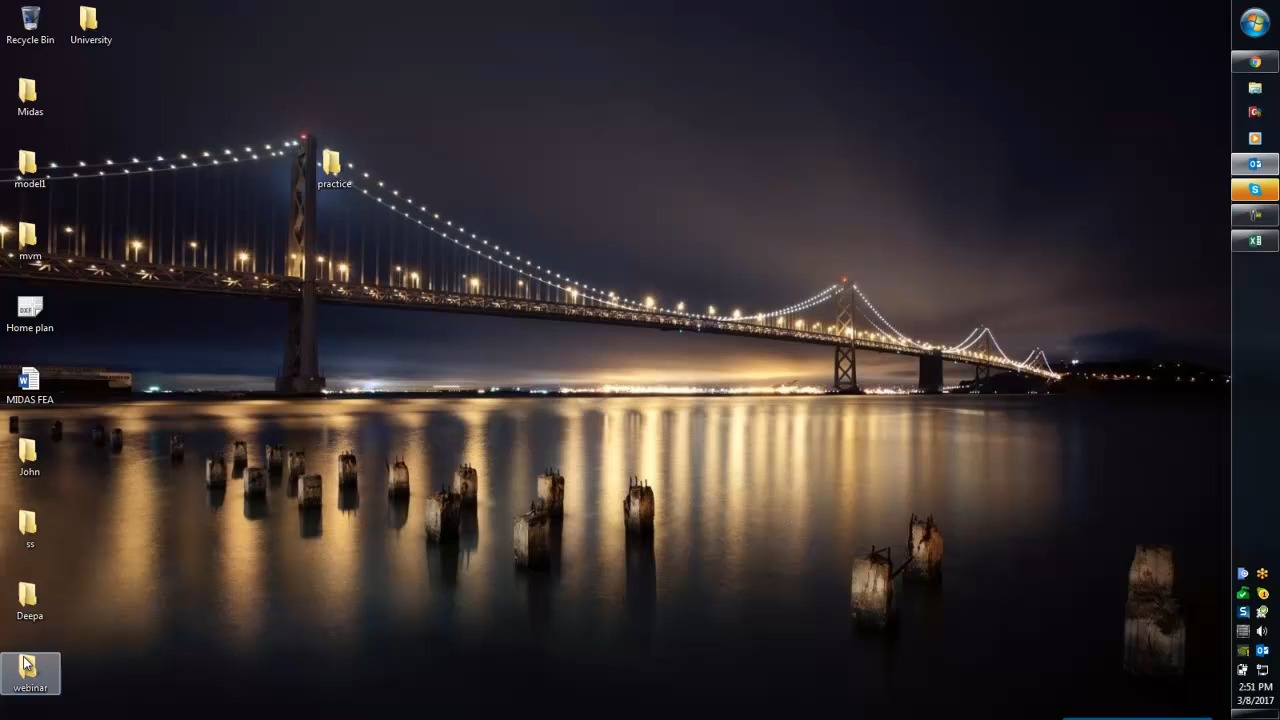 Recycle Bin
University
Midas
model1
practice
mvm
Home plan
MIDAS FEA
John
ss
Deepa
webinar
2:51 PM
3/8/2017